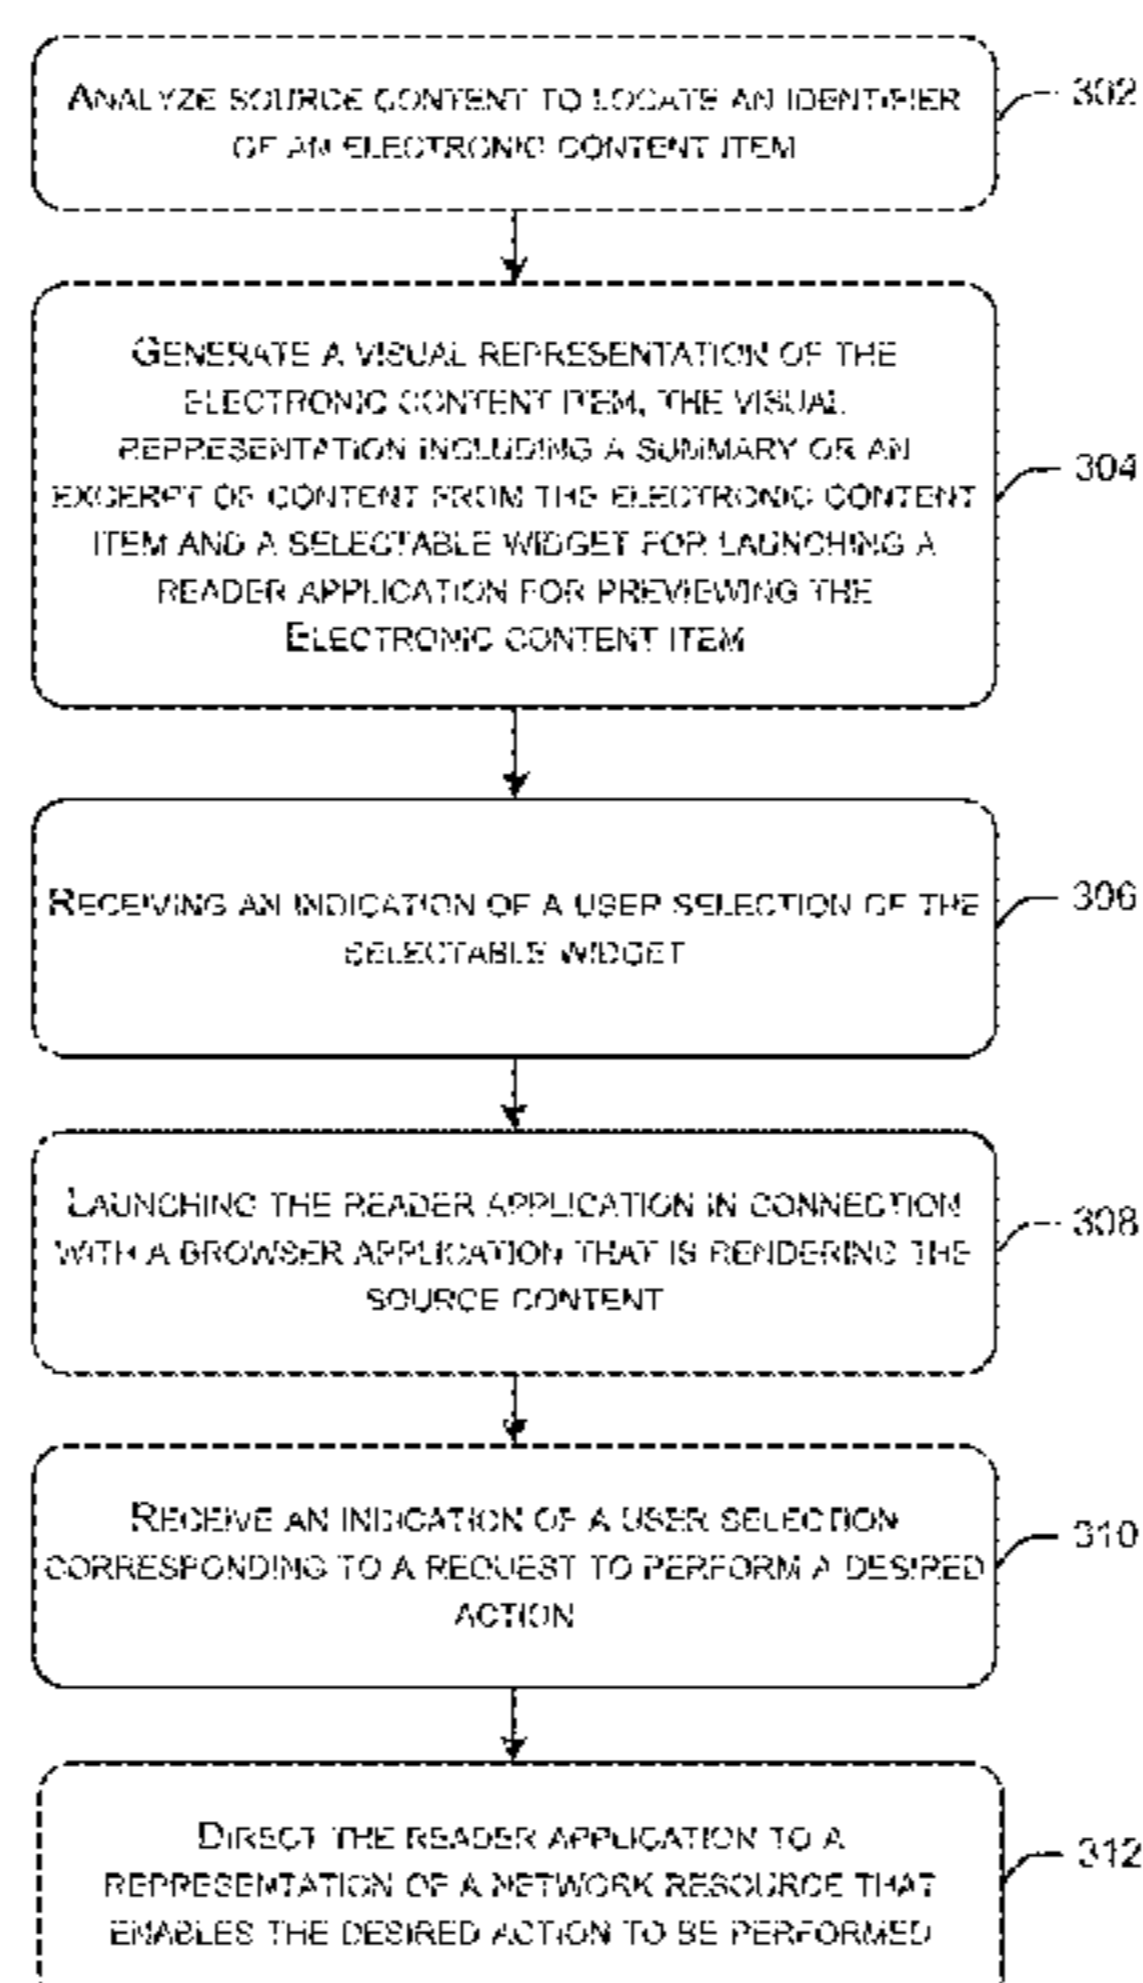 ANALYZE SOURCE CONTENT TO LOCATE AN IDENTIFIER
OF AN ELECTRONIC CONTENT ITEM
302
GENERATE A VISUAL REPRESENTATION OF THE
ELECTRONIC CONTENT ITEM, THE VISUAL
REPRESENTATION INCLUDING A SUMMARY OR AN
EXCERPT OF CONTENT FROM THE ELECTRONIC CONTENT
ITEM AND A SELECTABLE WIDGET FOR LAUNCHING A
READER APPLICATION FOR PREVIEWING THE
ELECTRONIC CONTENT ITEM
304
RECEIVING AN INDICATION OF A USER SELECTION OF THE
SELECTABLE WIDGET
306
LAUNCHING THE READER APPLICATION IN CONNECTION
WITH A BROWSER APPLICATION THAT IS RENDERING THE
SOURCE CONTENT
308
RECEIVE AN INDICATION OF A USER SELECTION
CORRESPONDING TO A REQUEST TO PERFORM A DESIRED
ACTION
310
DIRECT THE READER APPLICATION TO A
REPRESENTATION OF A NETWORK RESOURCE THAT
ENABLES THE DESIRED ACTION TO BE PERFORMED
312